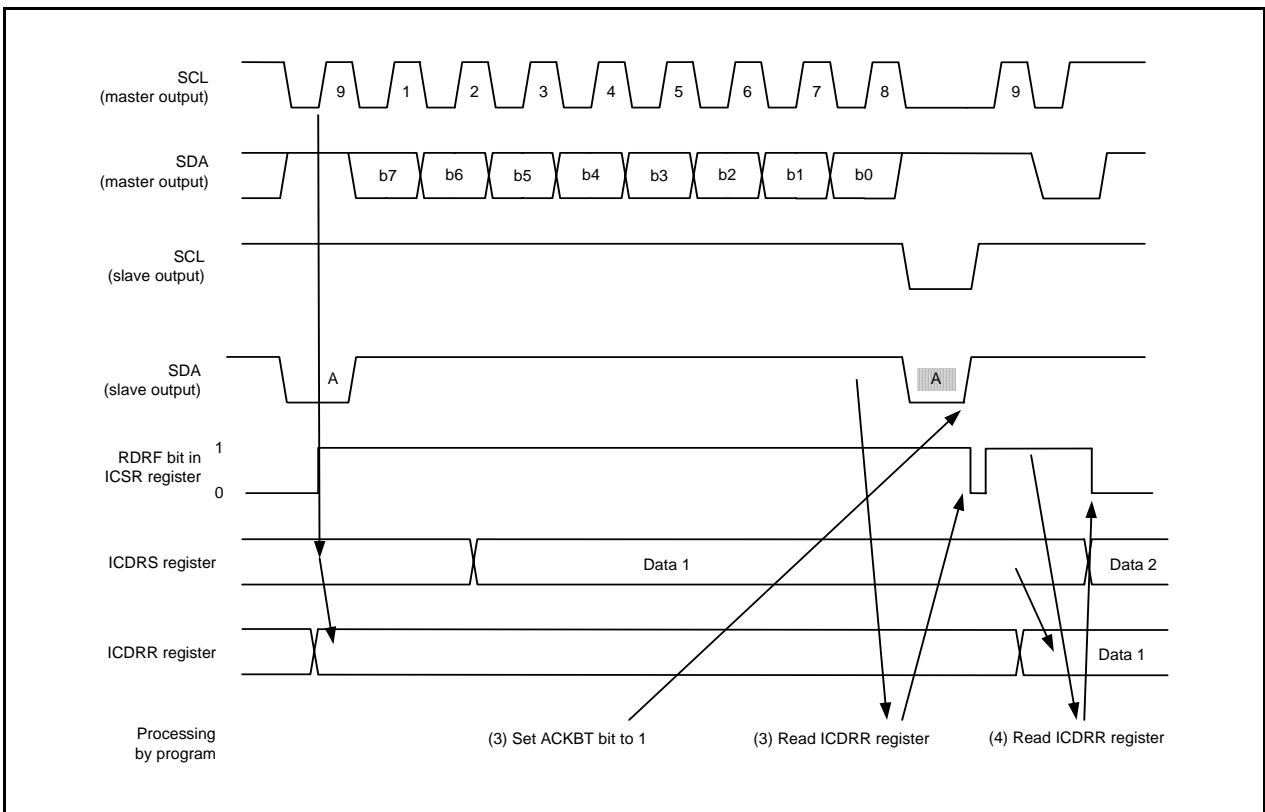 SCL
(master output)
9 1 2 3 4 5 6 7 8 9
SDA
(master output)
b7 b6 b5 b4 b3 b2 b1 b0
SCL
(slave output)
SDA
(slave output)
A A
RDRF bit in
ICSR register
1
0
ICDRS register
Data 1 Data 2
ICDRR register
Data 1
Processing
by program
(3) Set ACKBT bit to 1 (3) Read ICDRR register (4) Read ICDRR register